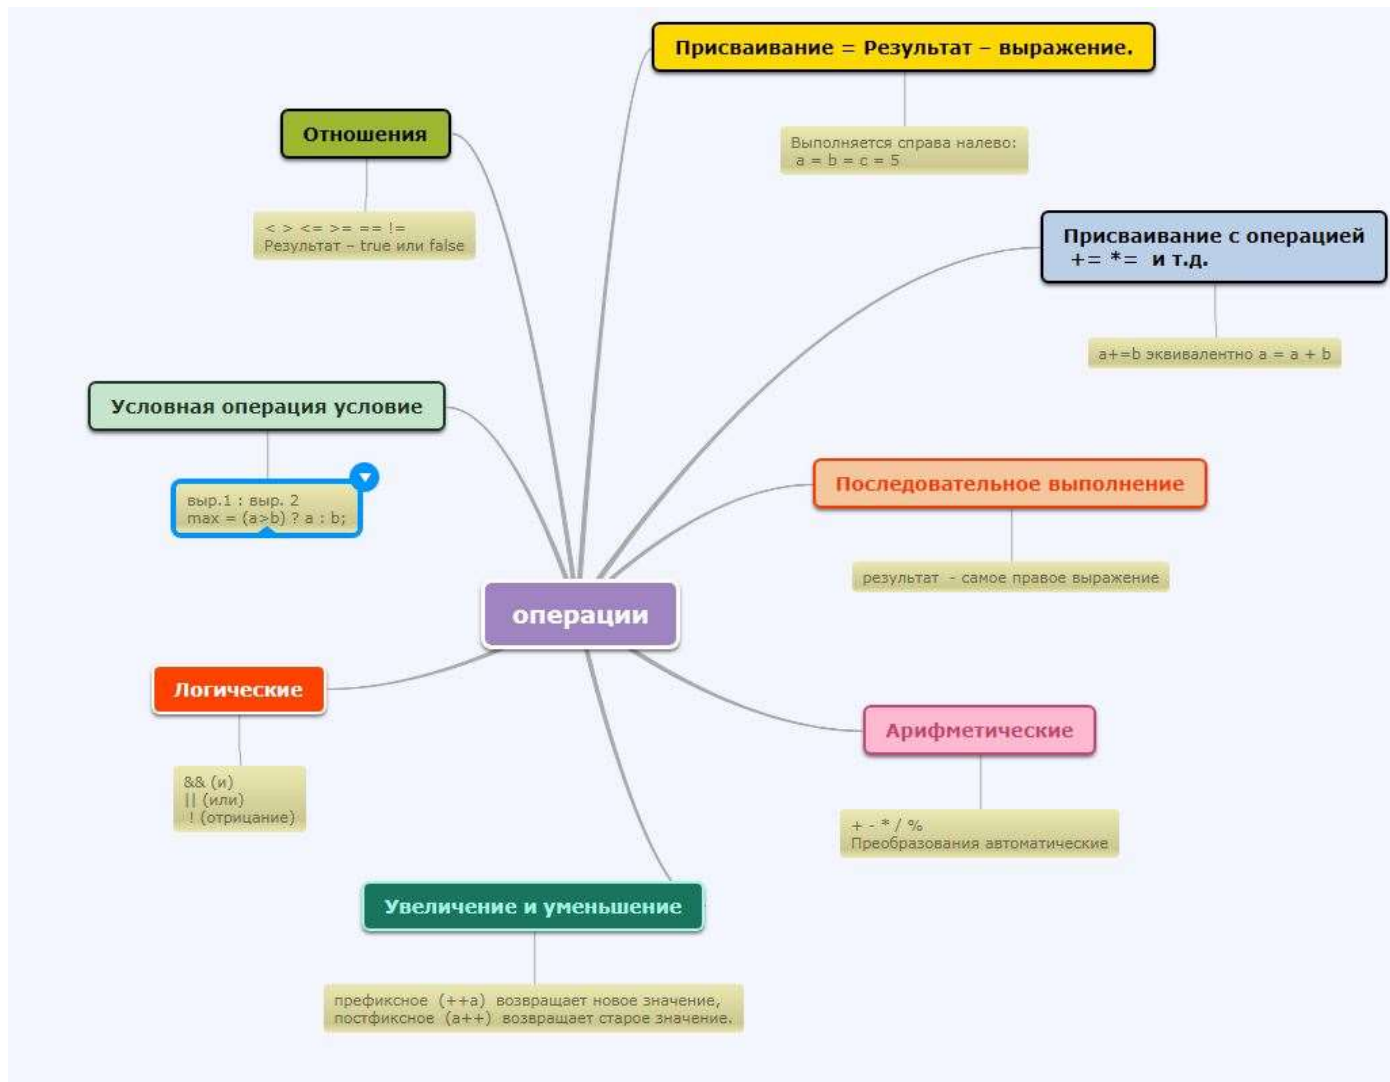 Присваивание = Результат – выражение.
Выполняется справа налево:
a = b = c = 5
Отношения
< > <= >= == !=
Результат – true или false
Присваивание с операцией
+= *=  и т.д.
a+=b эквивалентно a = a + b
Условная операция условие
выр.1 : выр. 2
max = (a>b) ? a : b;
Последовательное выполнение
результат  - самое правое выражение
операции
Логические
&& (и)
|| (или)
! (отрицание)
Арифметические
+ - * / %
Преобразования автоматические
Увеличение и уменьшение
префиксное  (++a)  возвращает новое значение,
постфиксное  (a++)  возвращает старое значение.